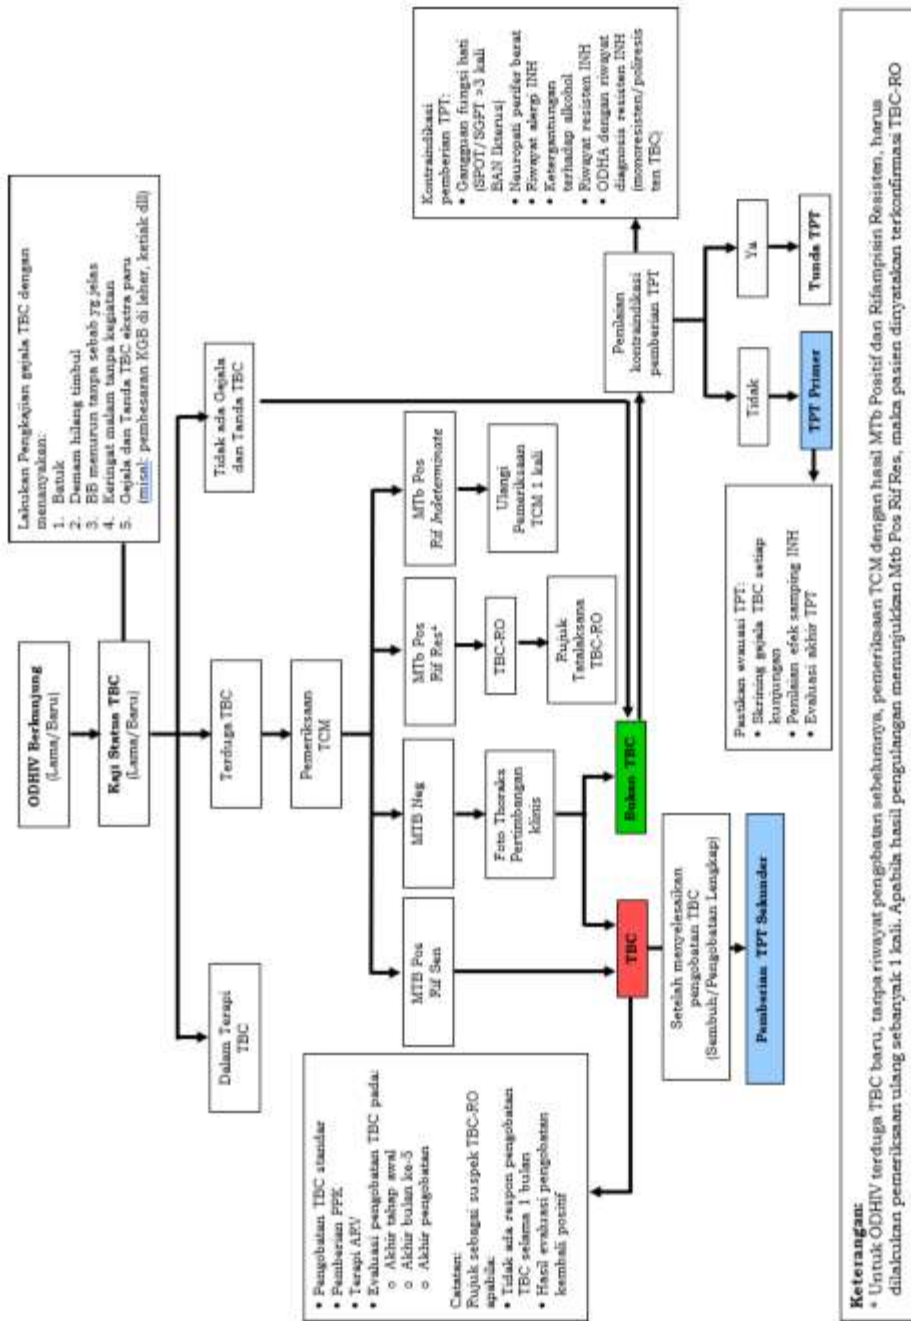 ODHIV Berkunjung
(Lama/Baru)
Kaji Status TBC
(Lama/Baru)
Lakukan Pengkajian gejala TBC dengan
menanyakan:
1. Batuk
2. Demam hilang timbul
3. BB menurun tanpa sebab yg jelas
4. Keringat malam tanpa kegiatan
5. Gejala dan Tanda TBC ekstra paru
(misal: pembesaran KGB di leher, ketiak dll)
Dalam Terapi
TBC
Terduga TBC
Tidak ada Gejala
dan Tanda TBC
Pemeriksaan
TCM
MTB Pos
Rif Sen
MTB Neg
MTb Pos
Rif Res*
MTb Pos
Rif Indeterminate
Foto Thoraks
Pertimbangan
klinis
TBC-RO
Ulangi
Pemeriksaan
TCM 1 kali
Rujuk
Tatalaksana
TBC-RO
• Pengobatan TBC standar
• Pemberian PPK
• Terapi ARV
• Evaluasi pengobatan TBC pada:
o Akhir tahap awal
o Akhir bulan ke-5
o Akhir pengobatan
Catatan:
Rujuk sebagai suspek TBC-RO
apabila:
• Tidak ada respon pengobatan
TBC selama 1 bulan
• Hasil evaluasi pengobatan
kembali positif
TBC
Bukan TBC
Setelah menyelesaikan
pengobatan TBC
(Sembuh/Pengobatan Lengkap)
Pemberian TPT Sekunder
Penilaian
kontraindikasi
pemberian TPT
Kontraindikasi
pemberian TPT:
• Gangguan fungsi hati
(SPOT/SGPT >3 kali
BAN Ikterus)
• Neuropati perifer berat
• Riwayat alergi INH
• Ketergantungan
terhadap alkohol
• Riwayat resisten INH
• ODHA dengan riwayat
diagnosis resisten INH
(monoresisten/poliresis
ten TBC)
Tidak
Ya
TPT Primer
Tunda TPT
Pastikan evaluasi TPT:
• Skrining gejala TBC setiap
kunjungan
• Penilaian efek samping INH
• Evaluasi akhir TPT
Keterangan:
* Untuk ODHIV terduga TBC baru, tanpa riwayat pengobatan sebelumnya, pemeriksaan TCM dengan hasil MTb Positif dan Rifampisin Resisten, harus
dilakukan pemeriksaan ulang sebanyak 1 kali. Apabila hasil pengulangan menunjukkan Mtb Pos Rif Res, maka pasien dinyatakan terkonfirmasi TBC-RO